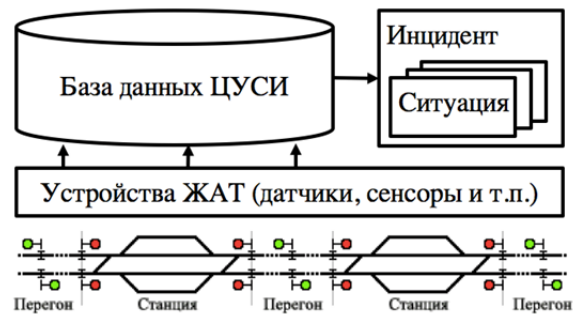 База данных ЦУСИ
Инцидент
Ситуация
Устройства ЖАТ (датчики, сенсоры и т.п.)
Перегон Станция Перегон Станция Перегон